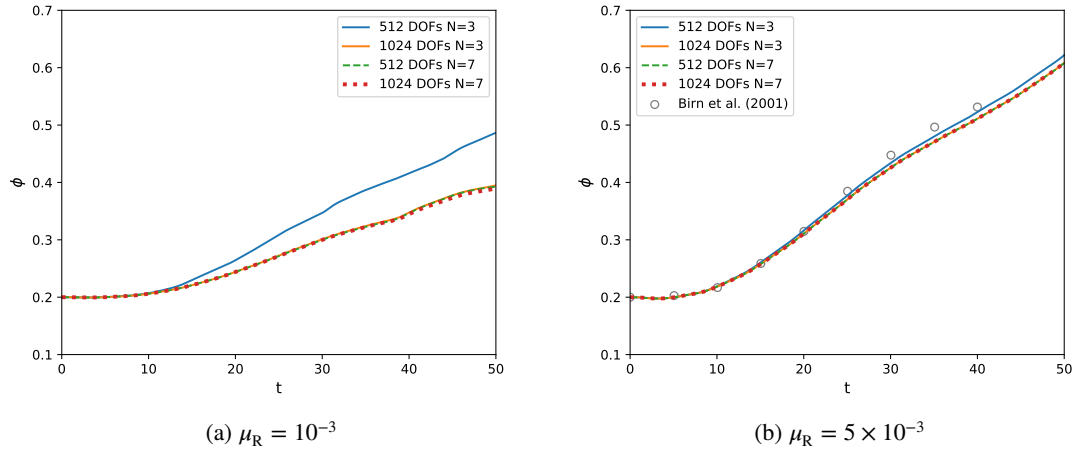 0.7
0.6
0.5
0.4
0.3
0.2
0.1
ϕ
0
10
20
30
40
50
t
512 DOFs N=3
1024 DOFs N=3
512 DOFs N=7
1024 DOFs N=7
(a) μ_R = 10⁻³
0.7
0.6
0.5
0.4
0.3
0.2
0.1
ϕ
0
10
20
30
40
50
t
512 DOFs N=3
1024 DOFs N=3
512 DOFs N=7
1024 DOFs N=7
Birn et al. (2001)
(b) μ_R = 5 × 10⁻³